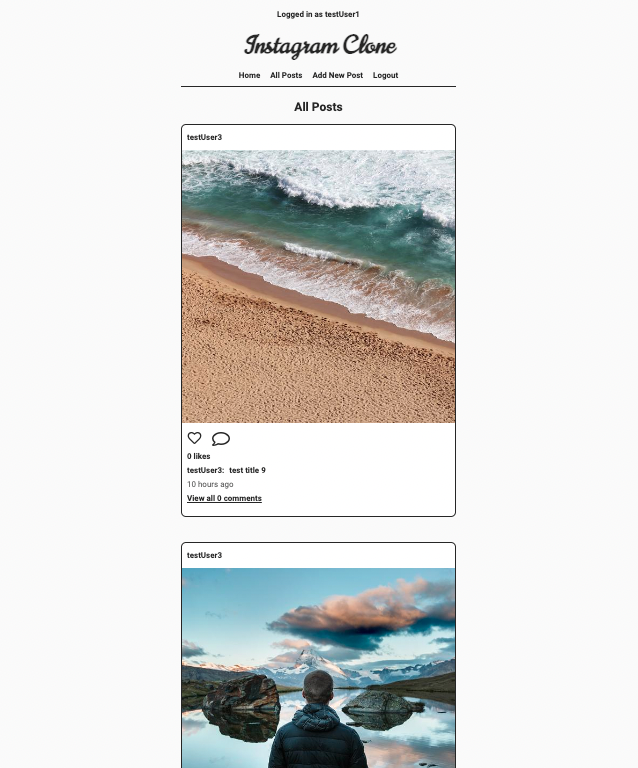 Logged in as testUser1
Instagram Clone
Home All Posts Add New Post Logout
All Posts
testUser3
0 likes
testUser3: test title 9
10 hours ago
View all 0 comments
testUser3